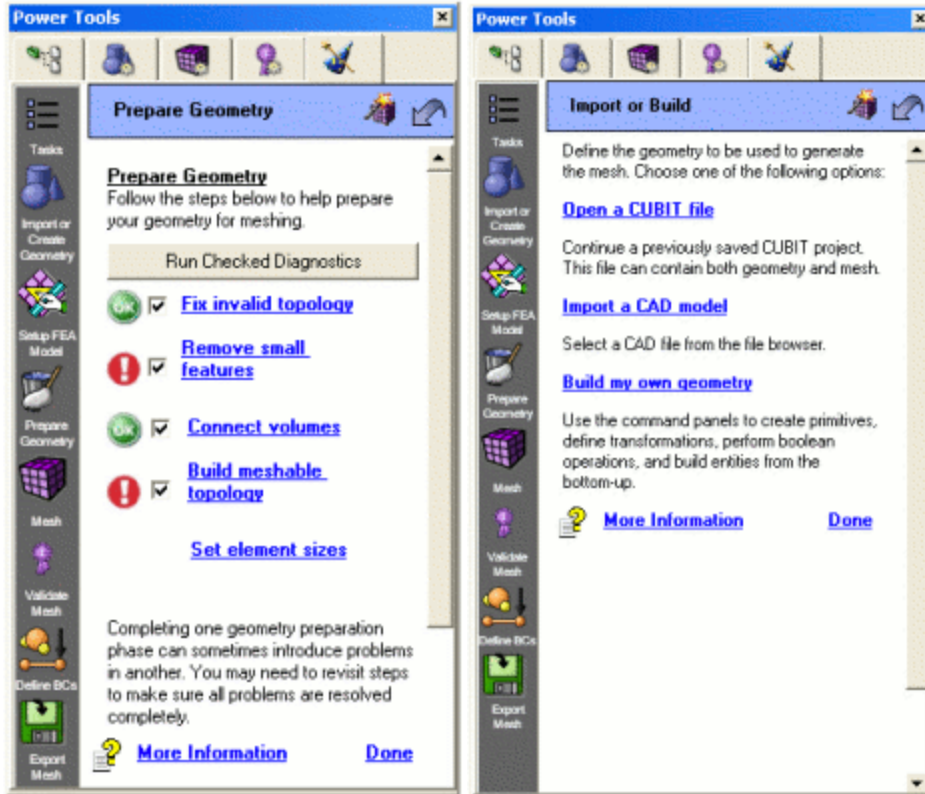 Power Tools
Prepare Geometry
Tasks
Import or
Create
Geometry
Setup FEA
Model
Prepare
Geometry
Mesh
Validate
Mesh
Define BCs
Export
Mesh
Prepare Geometry
Follow the steps below to help prepare
your geometry for meshing.
Run Checked Diagnostics
OK Fix invalid topology
Remove small
features
OK Connect volumes
Build meshable
topology
Set element sizes
Completing one geometry preparation
phase can sometimes introduce problems
in another. You may need to revisit steps
to make sure all problems are resolved
completely.
More Information Done
Power Tools
Import or Build
Tasks
Import or
Create
Geometry
Setup FEA
Model
Prepare
Geometry
Mesh
Validate
Mesh
Define BCs
Export
Mesh
Define the geometry to be used to generate
the mesh. Choose one of the following options:
Open a CUBIT file
Continue a previously saved CUBIT project.
This file can contain both geometry and mesh.
Import a CAD model
Select a CAD file from the file browser.
Build my own geometry
Use the command panels to create primitives,
define transformations, perform boolean
operations, and build entities from the
bottom-up.
More Information Done